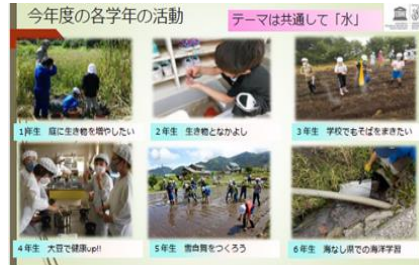 今年度の各学年の活動
テーマは共通して「水」
1年生 庭に生き物を増やしたい
2年生 生き物となかよし
3年生 学校でもそばをまきたい
4年生 大豆で健康up!!
5年生 雪自舞をつくろう
6年生 海なし県での海洋学習